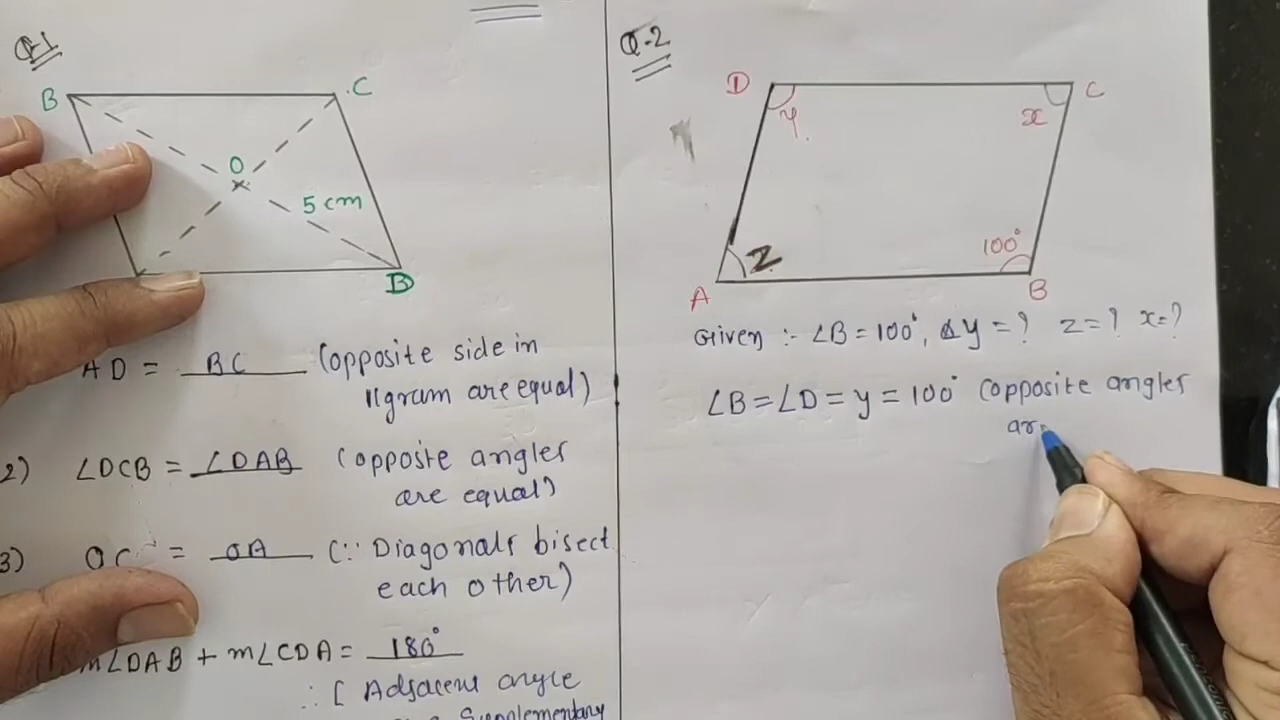 Q-1
B
C
O
5 cm
D
AD = BC (opposite side in
||gram are equal)
2) ∠DCB = ∠DAB (opposite angles
are equal)
3) OC = OA (∵ Diagonals bisect
each other)
m∠DAB + m∠CDA = 180°
∴ [ Adjacent angle
Supplementary
Q-2
D
C
y
x
100°
Z
A
B
Given :- ∠B = 100°, y = ? z = ? x = ?
∠B = ∠D = y = 100° (opposite angles
ar